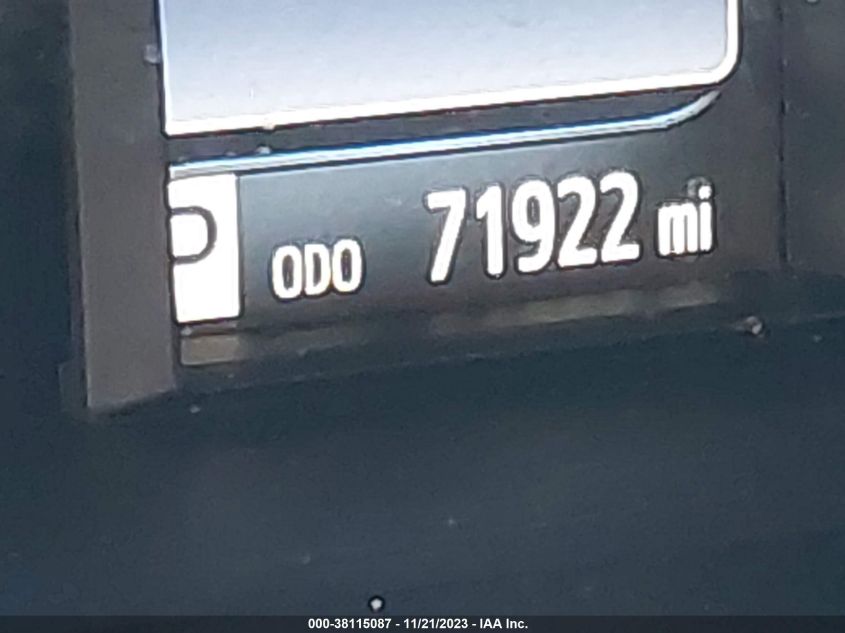 P ODO 71922 mi
000-38115087 - 11/21/2023 - IAA Inc.